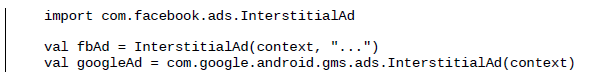 import com.facebook.ads.InterstitialAd
val fbAd = InterstitialAd(context, "...")
val googleAd = com.google.android.gms.ads.InterstitialAd(context)